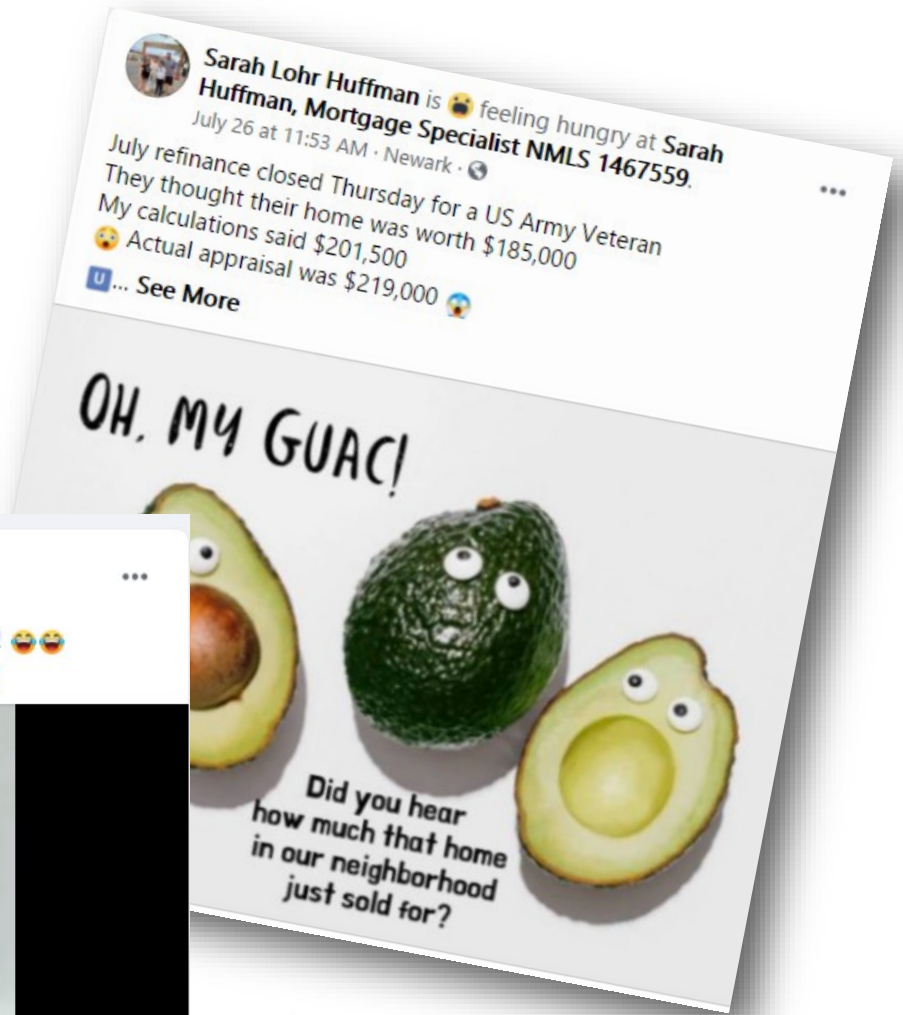 Sarah Lohr Huffman is 😫 feeling hungry at Sarah
Huffman, Mortgage Specialist NMLS 1467559.
July 26 at 11:53 AM · Newark ·
July refinance closed Thursday for a US Army Veteran
They thought their home was worth $185,000
My calculations said $201,500
😳 Actual appraisal was $219,000 😱
U... See More
OH, MY GUAC!
Did you hear
how much that home
in our neighborhood
just sold for?
😂😂